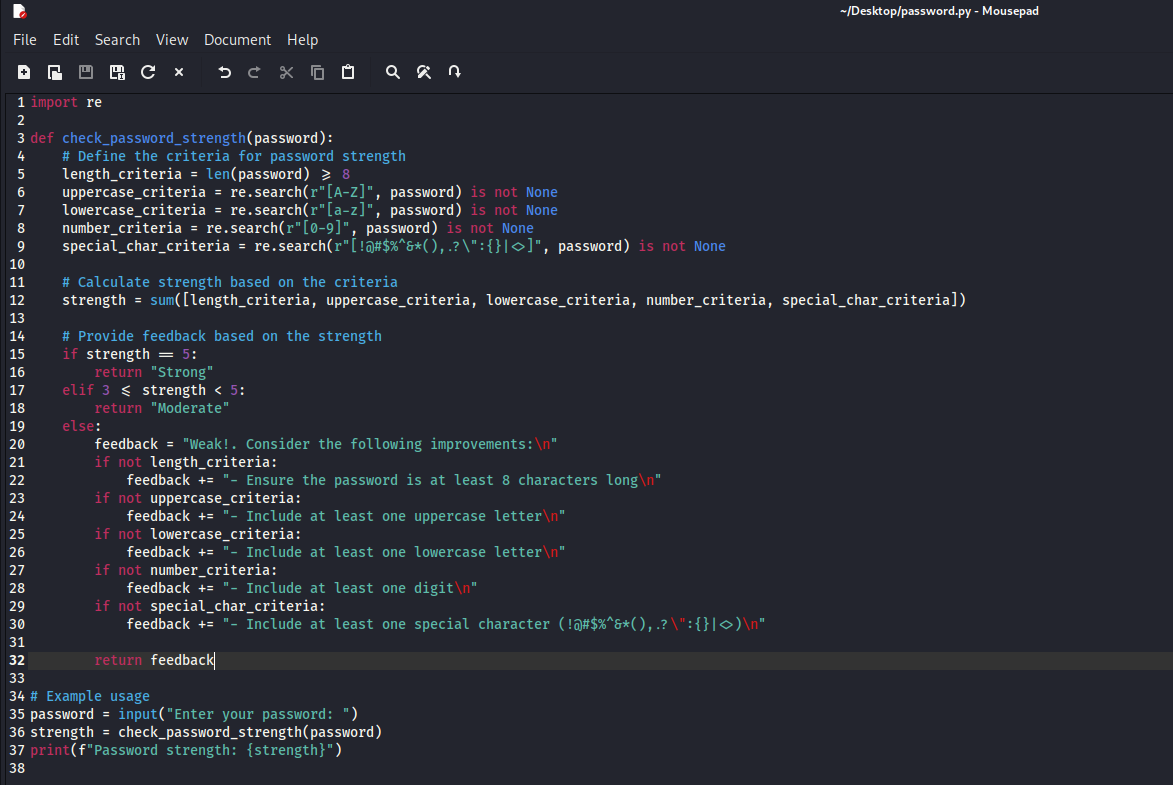 ~/Desktop/password.py - Mousepad
File Edit Search View Document Help
1 import re
2
3 def check_password_strength(password):
4     # Define the criteria for password strength
5     length_criteria = len(password) >= 8
6     uppercase_criteria = re.search(r"[A-Z]", password) is not None
7     lowercase_criteria = re.search(r"[a-z]", password) is not None
8     number_criteria = re.search(r"[0-9]", password) is not None
9     special_char_criteria = re.search(r"[!@#$%^&*(),.?\":{}|<>]", password) is not None
10
11     # Calculate strength based on the criteria
12     strength = sum([length_criteria, uppercase_criteria, lowercase_criteria, number_criteria, special_char_criteria])
13
14     # Provide feedback based on the strength
15     if strength == 5:
16         return "Strong"
17     elif 3 <= strength < 5:
18         return "Moderate"
19     else:
20         feedback = "Weak!. Consider the following improvements:\n"
21         if not length_criteria:
22             feedback += "- Ensure the password is at least 8 characters long\n"
23         if not uppercase_criteria:
24             feedback += "- Include at least one uppercase letter\n"
25         if not lowercase_criteria:
26             feedback += "- Include at least one lowercase letter\n"
27         if not number_criteria:
28             feedback += "- Include at least one digit\n"
29         if not special_char_criteria:
30             feedback += "- Include at least one special character (!@#$%^&*(),.?\":{}|<>)\n"
31
32         return feedback
33
34 # Example usage
35 password = input("Enter your password: ")
36 strength = check_password_strength(password)
37 print(f"Password strength: {strength}")
38